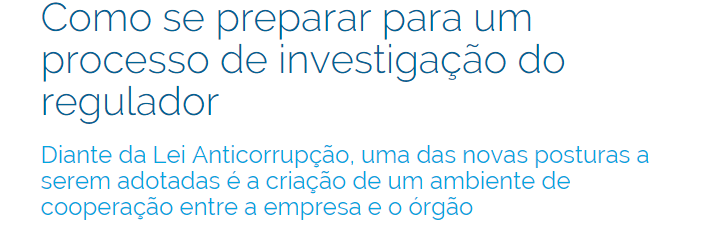 Como se preparar para um
processo de investigação do
regulador
Diante da Lei Anticorrupção, uma das novas posturas a
serem adotadas é a criação de um ambiente de
cooperação entre a empresa e o órgão